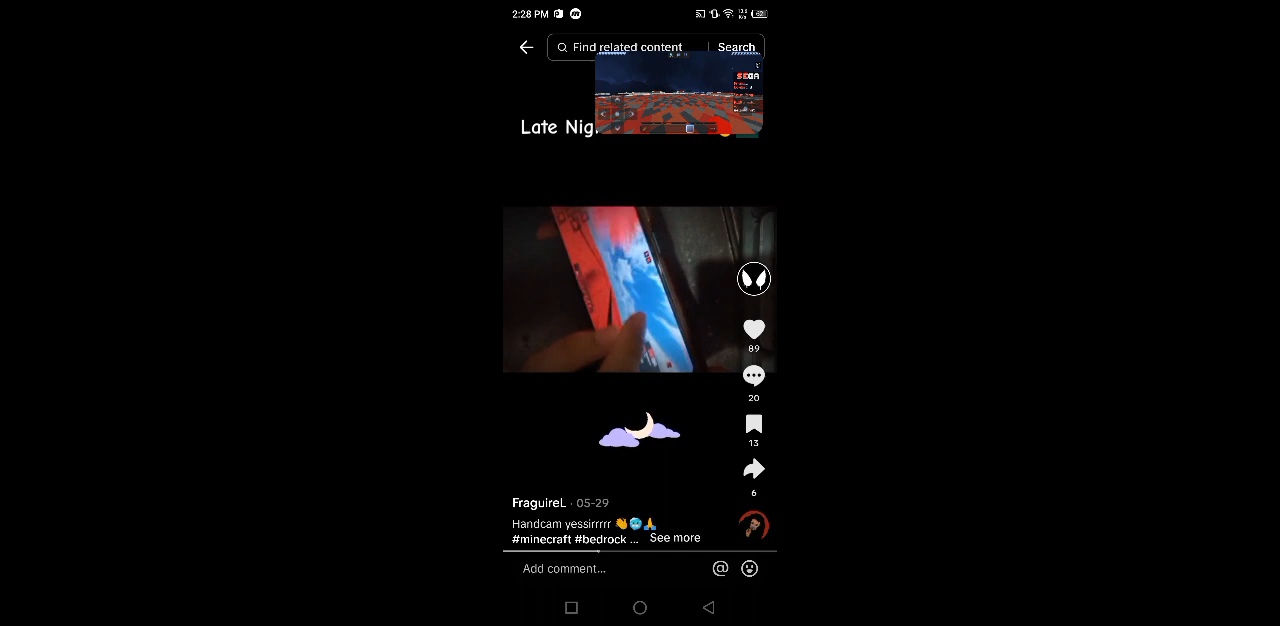 2:28 PM
Find related content
Search
SEGA
Late Nig
89
20
13
6
FraguireL · 05-29
Handcam yessirrrrr 👏🥶🙏
#minecraft #bedrock ... See more
Add comment...